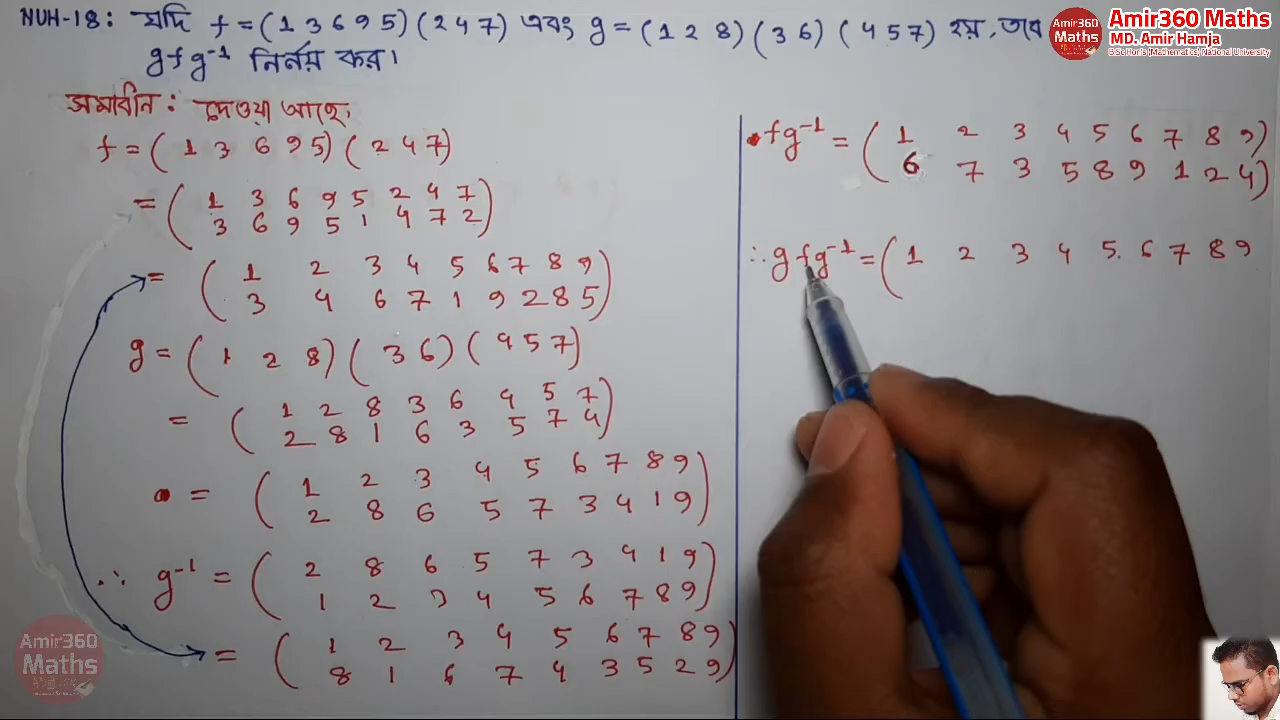 NUH-18: যদি f = (1 3 6 9 5) (2 4 7) এবং g = (1 2 8) (3 6) (4 5 7) হয়, তবে
gfg⁻¹ নির্নয় কর।
Amir360 Maths
Amir360 Maths
MD. Amir Hamja
B.Sc Hon's (Mathematics) National University
সমাধান: দেওয়া আছে,
f = ( 1 3 6 9 5) ( 2 4 7)
= ( 1 3 6 9 5 2 4 7 )
3 6 9 5 1 4 7 2
= ( 1 2 3 4 5 6 7 8 9 )
3 4 6 7 1 9 2 8 5
g = ( 1 2 8) ( 3 6) ( 4 5 7)
= ( 1 2 8 3 6 4 5 7 )
2 8 1 6 3 5 7 4
= ( 1 2 3 4 5 6 7 8 9 )
2 8 6 5 7 3 4 1 9
∴ g⁻¹ = ( 2 8 6 5 7 3 4 1 9 )
1 2 3 4 5 6 7 8 9
= ( 1 2 3 4 5 6 7 8 9 )
8 1 6 7 4 3 5 2 9
fg⁻¹ = ( 1 2 3 4 5 6 7 8 9 )
6 7 3 5 8 9 1 2 4
∴ gfg⁻¹ = ( 1 2 3 4 5. 6 7 8 9
Amir360
Maths